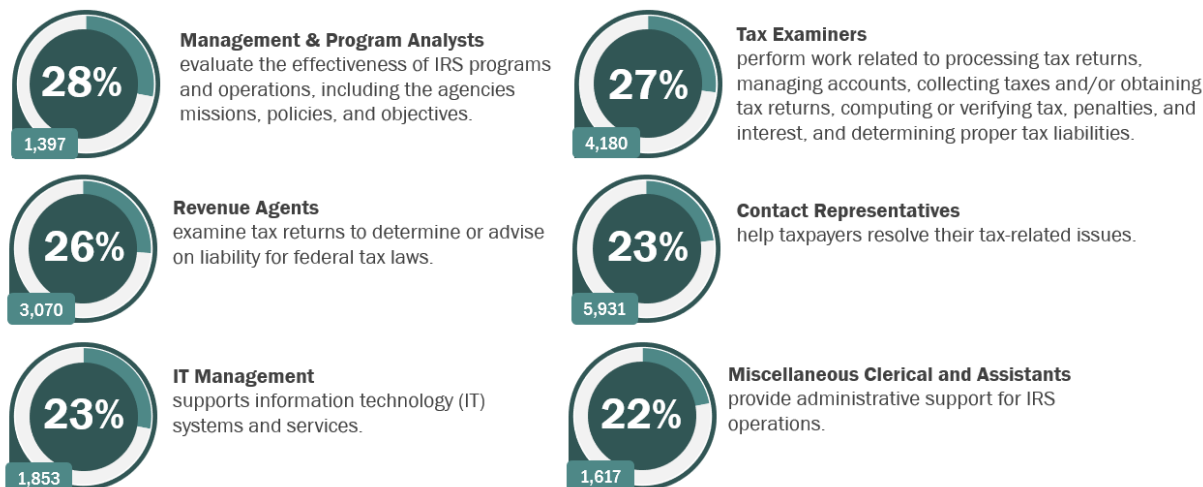 28%
1,397
Management & Program Analysts
evaluate the effectiveness of IRS programs
and operations, including the agencies
missions, policies, and objectives.
27%
4,180
Tax Examiners
perform work related to processing tax returns,
managing accounts, collecting taxes and/or obtaining
tax returns, computing or verifying tax, penalties, and
interest, and determining proper tax liabilities.
26%
3,070
Revenue Agents
examine tax returns to determine or advise
on liability for federal tax laws.
23%
5,931
Contact Representatives
help taxpayers resolve their tax-related issues.
23%
1,853
IT Management
supports information technology (IT)
systems and services.
22%
1,617
Miscellaneous Clerical and Assistants
provide administrative support for IRS
operations.